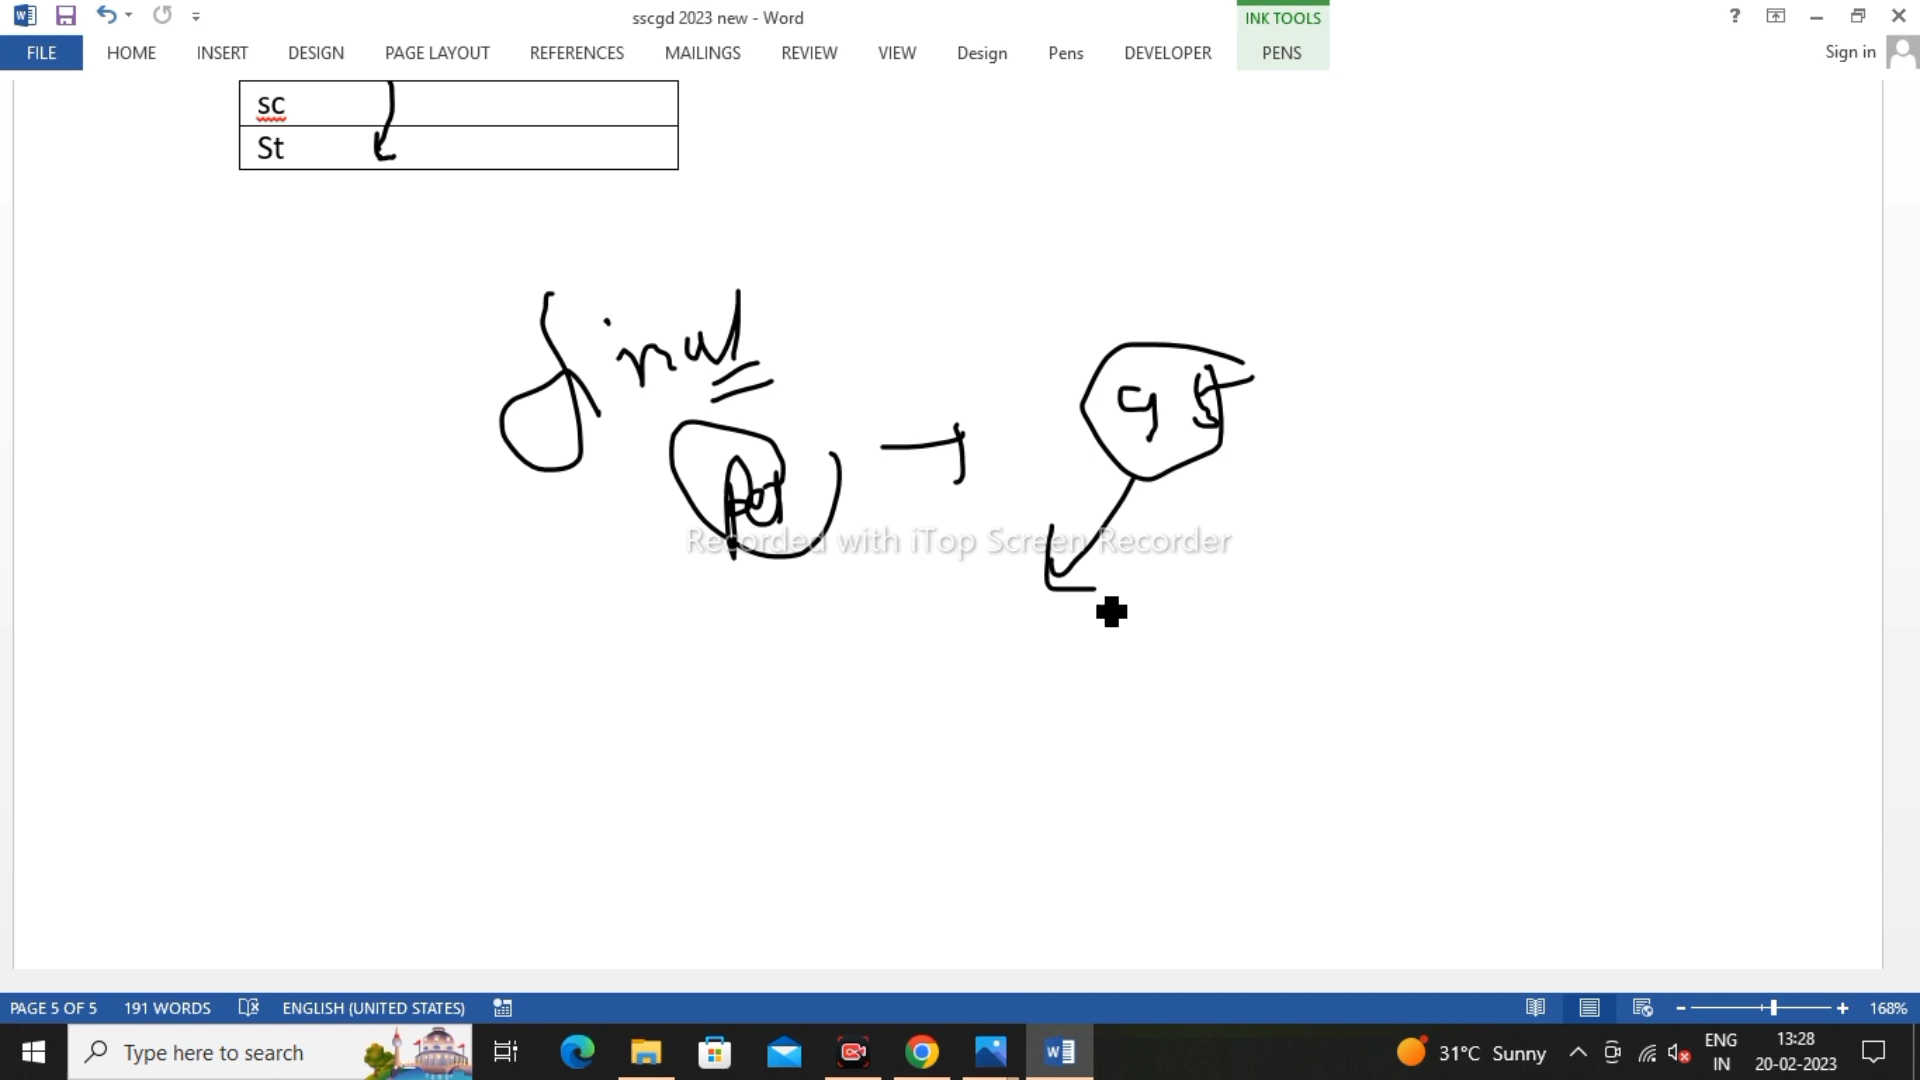 sscgd 2023 new - Word
INK TOOLS
?
FILE HOME INSERT DESIGN PAGE LAYOUT REFERENCES MAILINGS REVIEW VIEW Design Pens DEVELOPER PENS Sign in
sc
St
final
95
Recorded with iTop Screen Recorder
PAGE 5 OF 5 191 WORDS ENGLISH (UNITED STATES) 168%
Type here to search
31°C Sunny
ENG
IN
13:28
20-02-2023